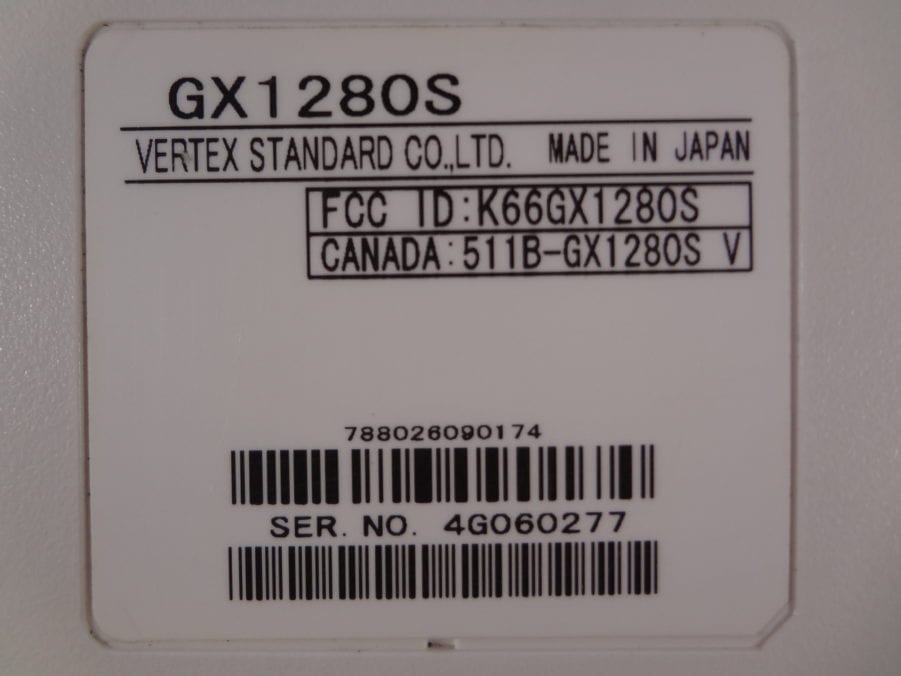 GX1280S
VERTEX STANDARD CO.,LTD. MADE IN JAPAN
FCC ID:K66GX1280S
CANADA:511B-GX1280S V
788026090174
SER. NO. 4G060277